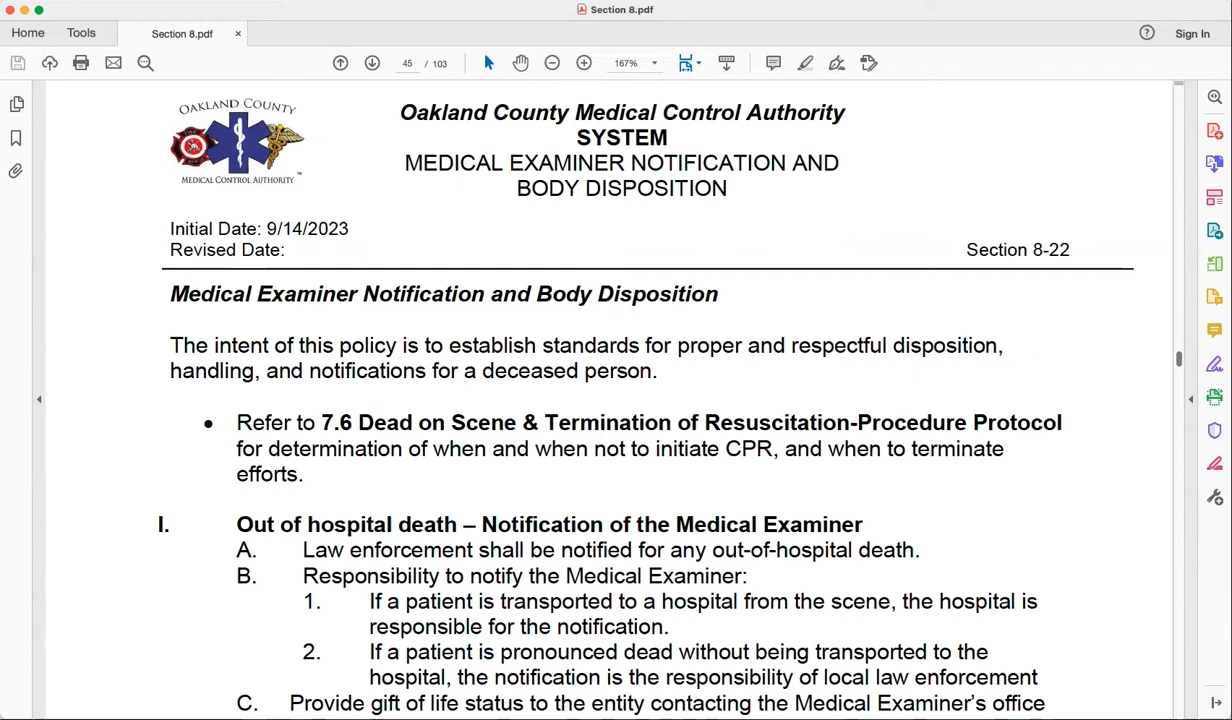 Section 8.pdf
Home Tools Section 8.pdf × Sign In
45 / 103 167%
OAKLAND COUNTY
MEDICAL CONTROL AUTHORITY
Oakland County Medical Control Authority
SYSTEM
MEDICAL EXAMINER NOTIFICATION AND
BODY DISPOSITION
Initial Date: 9/14/2023
Revised Date: Section 8-22
Medical Examiner Notification and Body Disposition
The intent of this policy is to establish standards for proper and respectful disposition,
handling, and notifications for a deceased person.
• Refer to 7.6 Dead on Scene & Termination of Resuscitation-Procedure Protocol
for determination of when and when not to initiate CPR, and when to terminate
efforts.
I. Out of hospital death – Notification of the Medical Examiner
A. Law enforcement shall be notified for any out-of-hospital death.
B. Responsibility to notify the Medical Examiner:
1. If a patient is transported to a hospital from the scene, the hospital is
responsible for the notification.
2. If a patient is pronounced dead without being transported to the
hospital, the notification is the responsibility of local law enforcement
C. Provide gift of life status to the entity contacting the Medical Examiner's office